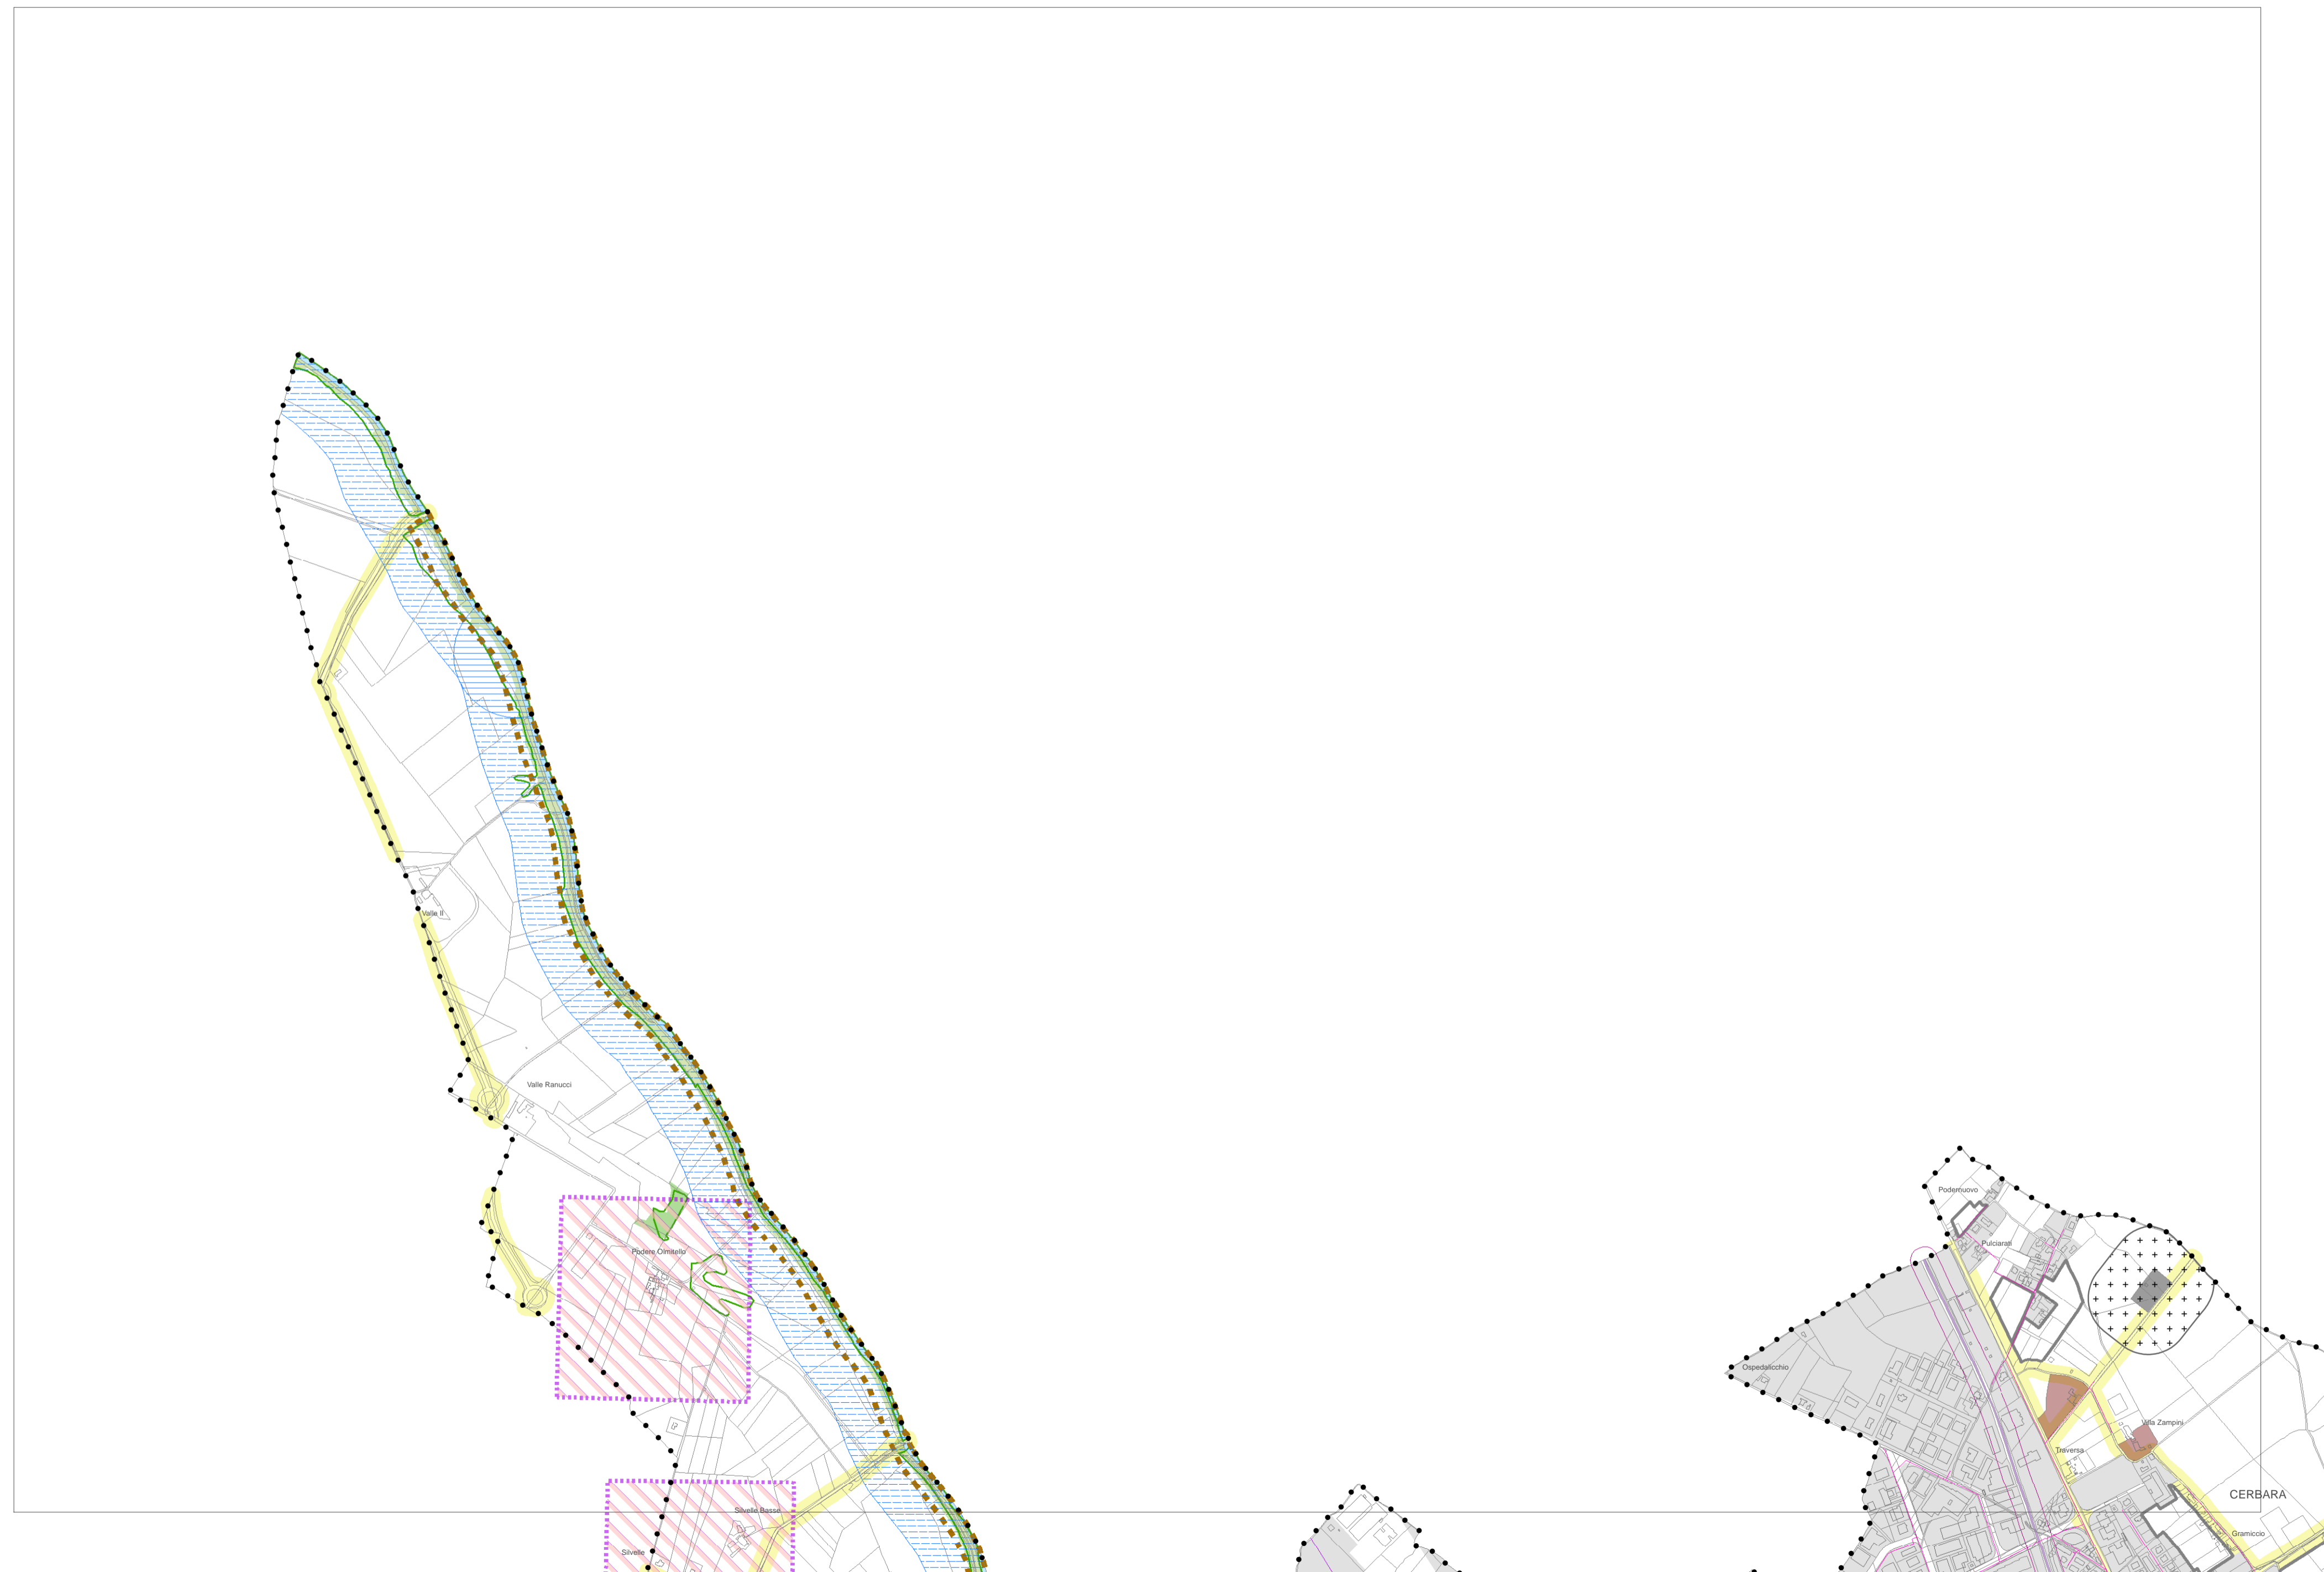 Valle II
Valle Ranucci
Podernuovo
Pulciarati
Podere Olmitello
Ospedalicchio
Villa Zampini
Traversa
CERBARA
Silvelle Basse
Gramiccio
Silvelle